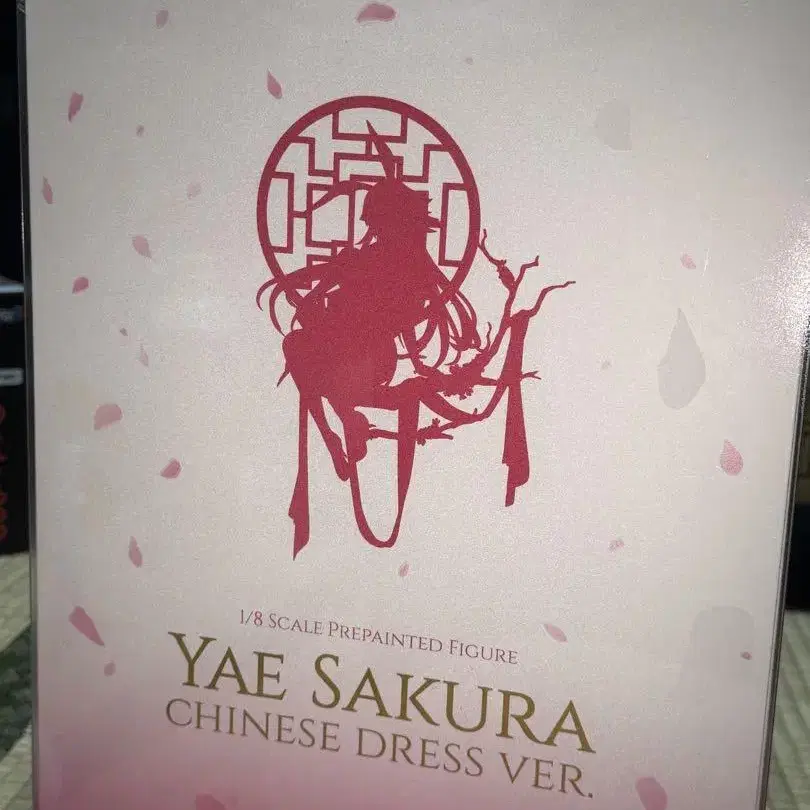 1/8 Scale Prepainted Figure
Yae Sakura
Chinese Dress Ver.